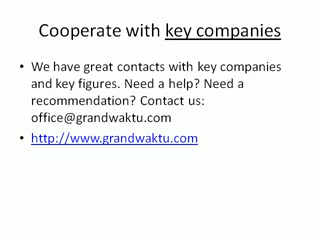 Cooperate with key companies
• We have great contacts with key companies
and key figures. Need a help? Need a
recommendation? Contact us:
office@grandwaktu.com
• http://www.grandwaktu.com